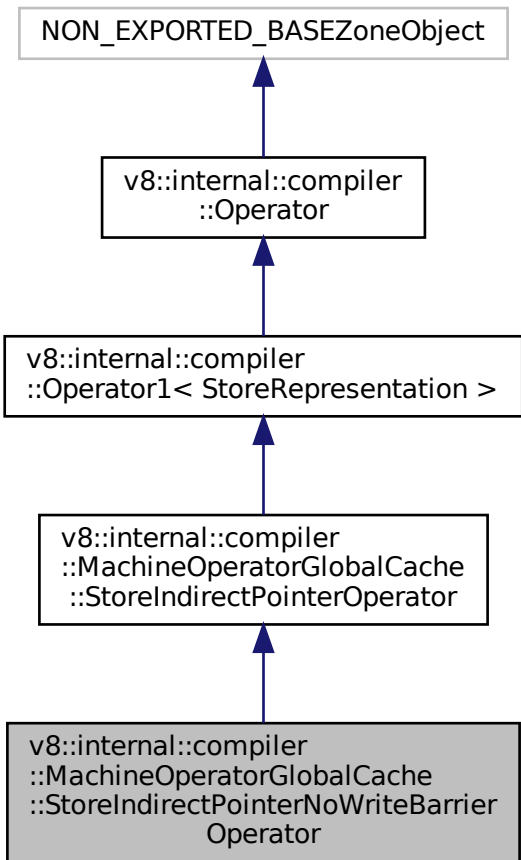 NON_EXPORTED_BASEZoneObject
v8::internal::compiler
::Operator
v8::internal::compiler
::Operator1< StoreRepresentation >
v8::internal::compiler
::MachineOperatorGlobalCache
::StoreIndirectPointerOperator
v8::internal::compiler
::MachineOperatorGlobalCache
::StoreIndirectPointerNoWriteBarrier
Operator